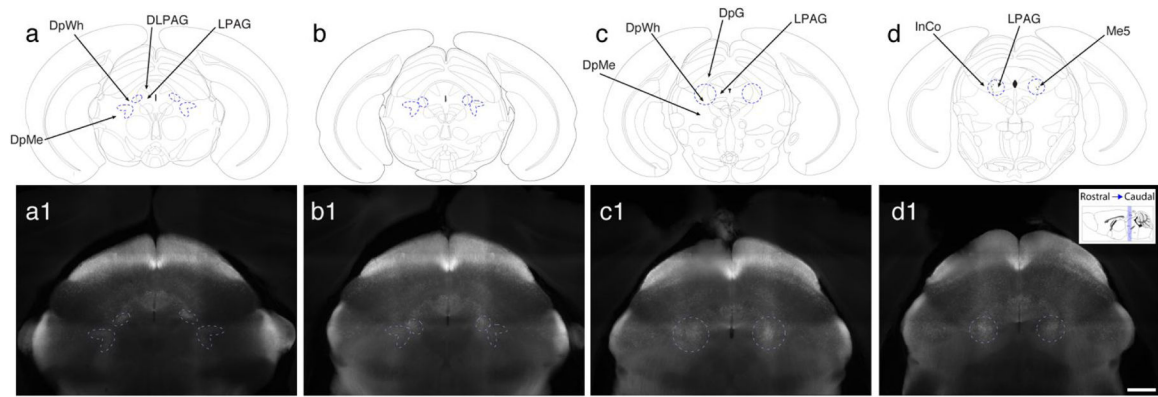 a
DpWh
DLPAG
LPAG
DpMe
b
c
DpWh
DpG
LPAG
DpMe
d
InCo
LPAG
Me5
a1
b1
c1
d1
Rostral → Caudal